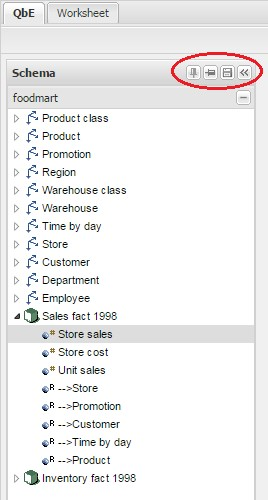 QbE Worksheet
Schema
foodmart
Product class
Product
Promotion
Region
Warehouse class
Warehouse
Time by day
Store
Customer
Department
Employee
Sales fact 1998
# Store sales
# Store cost
# Unit sales
R -->Store
R -->Promotion
R -->Customer
R -->Time by day
R -->Product
Inventory fact 1998